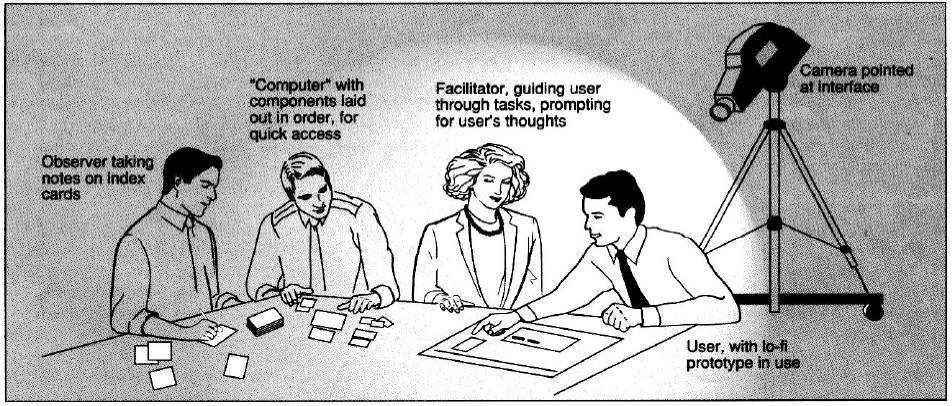 Observer taking
notes on index
cards
"Computer" with
components laid
out in order, for
quick access
Facilitator, guiding user
through tasks, prompting
for user's thoughts
Camera pointed
at interface
User, with lo-fi
prototype in use